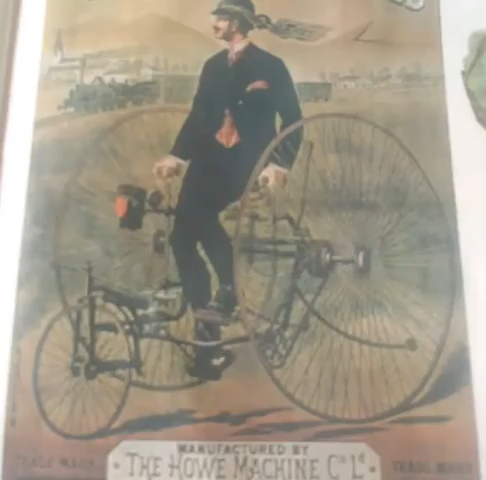 MANUFACTURED BY
TRADE MARK · THE HOWE MACHINE Co Ld · TRADE MARK